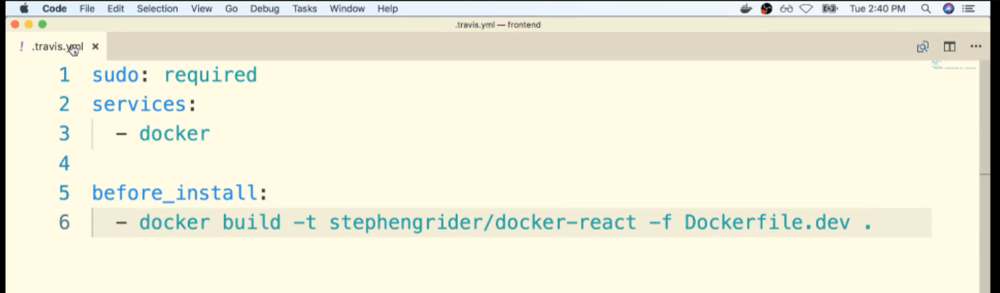 Code File Edit Selection View Go Debug Tasks Window Help Tue 2:40 PM
.travis.yml — frontend
! .travis.yml ×
1 sudo: required
2 services:
3 - docker
4
5 before_install:
6 - docker build -t stephengrider/docker-react -f Dockerfile.dev .